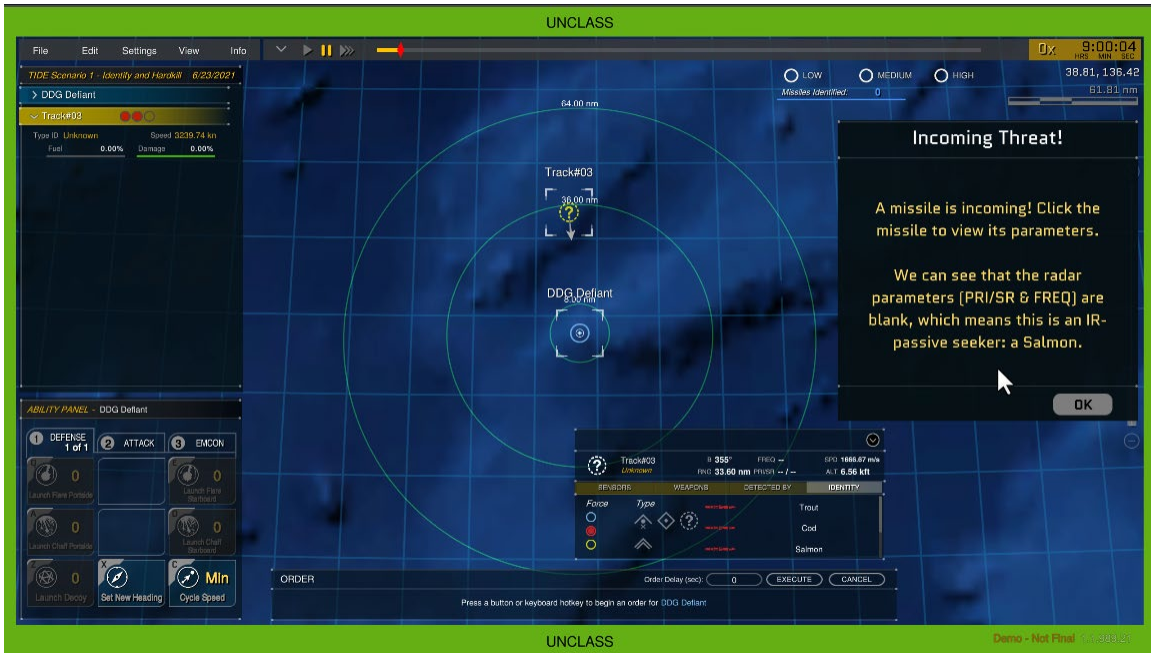 UNCLASS
File Edit Settings View Info
0x 9:00:04
HRS MIN SEC
TIDE Scenario 1 - Identify and Hardkill 6/23/2021
> DDG Defiant
Track#03
Type ID Unknown Speed 3239.74 kn
Fuel 0.00% Damage 0.00%
LOW MEDIUM HIGH
Missiles Identified: 0
38.81, 136.42
61.81 nm
64.00 nm
Track#03
36.00 nm
?
DDG Defiant
8.00 nm
Incoming Threat!
A missile is incoming! Click the
missile to view its parameters.
We can see that the radar
parameters (PRI/SR & FREQ) are
blank, which means this is an IR-
passive seeker: a Salmon.
OK
ABILITY PANEL - DDG Defiant
1 DEFENSE 2 ATTACK 3 EMCON
1 of 1
0 0
Launch Flare Portside Launch Flare
Starboard
A 0 0
Launch Chaff Portside Launch Chaff
Starboard
Z 0 X C Min
Launch Decoy Set New Heading Cycle Speed
? Track#03 B 355° FREQ -- SPD 1666.67 m/s
Unknown RNG 33.60 nm PRI/SR -- / -- ALT 6.56 kft
SENSORS WEAPONS DETECTED BY IDENTITY
Force Type
Trout
?
Cod
Salmon
ORDER Order Delay (sec): 0 EXECUTE CANCEL
Press a button or keyboard hotkey to begin an order for DDG Defiant
UNCLASS
Demo - Not Final